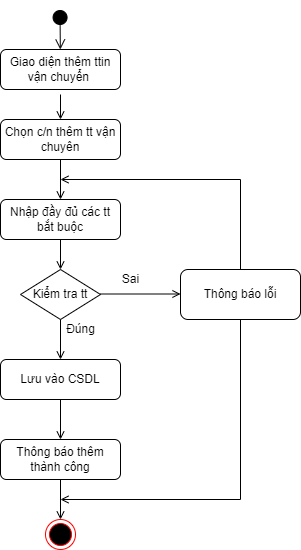 Giao diện thêm ttin
vận chuyển
Chọn c/n thêm tt vận
chuyên
Nhập đầy đủ các tt
bắt buộc
Kiểm tra tt
Sai
Thông báo lỗi
Đúng
Lưu vào CSDL
Thông báo thêm
thành công